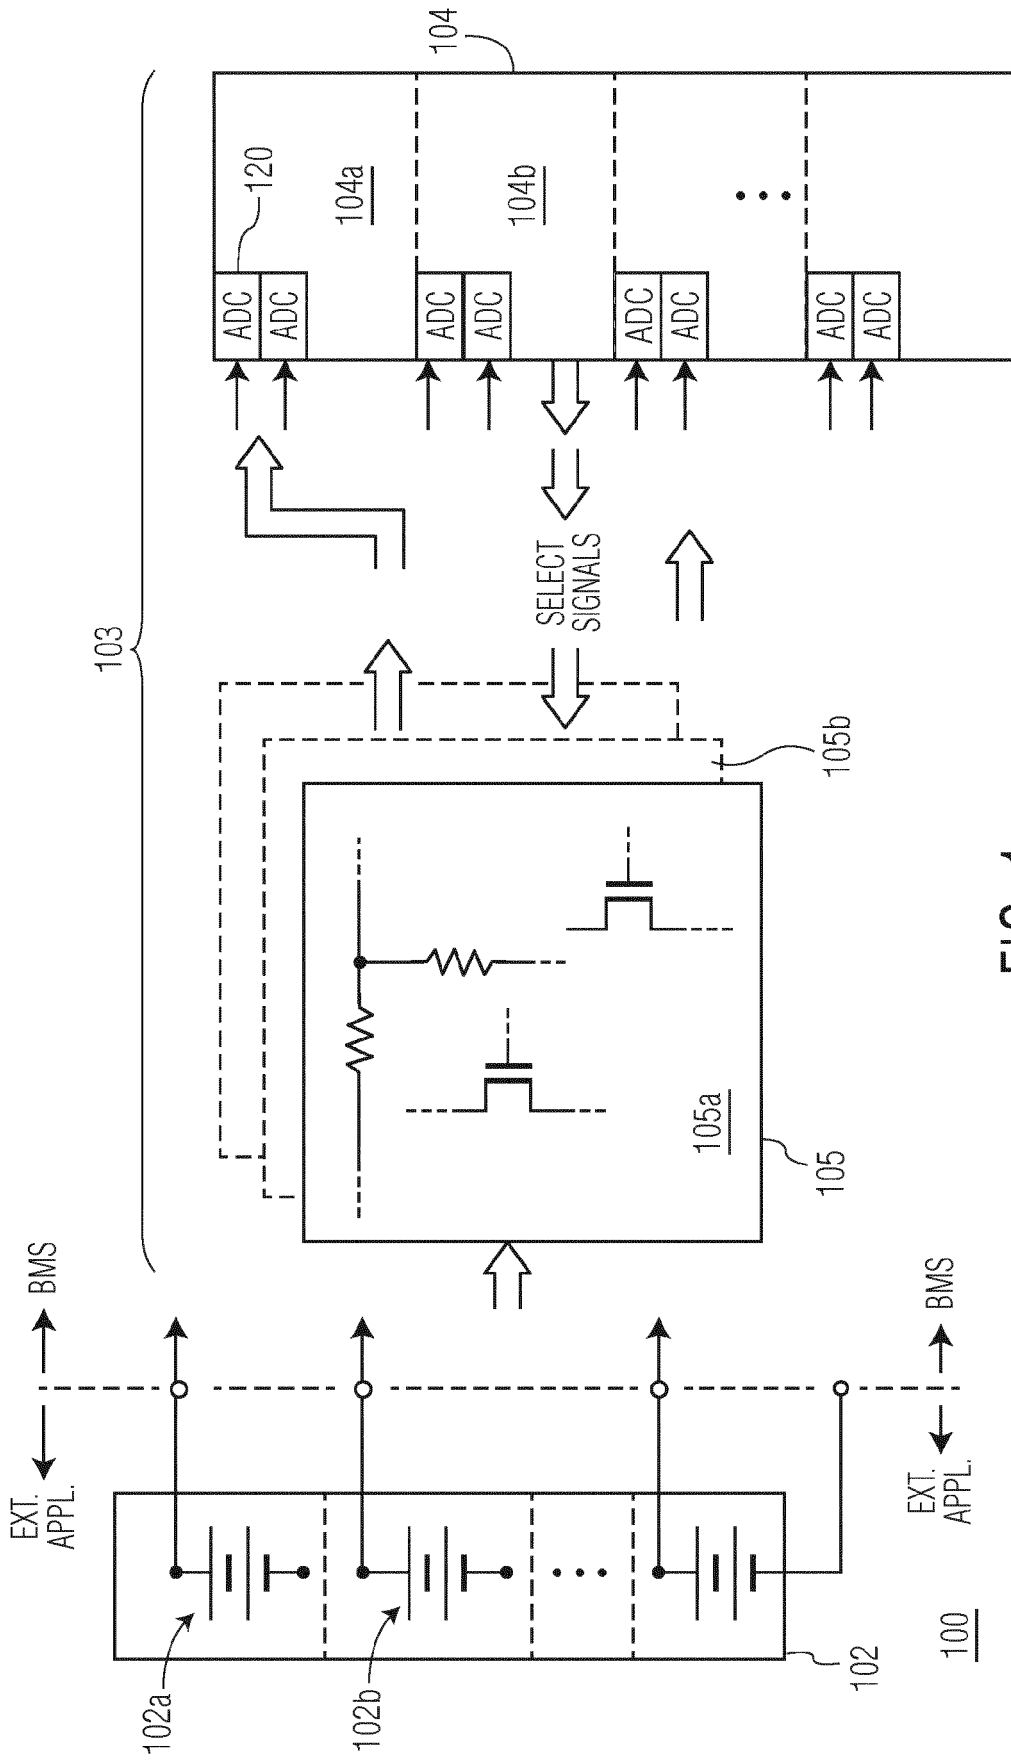 EXT.
APPL.
BMS
103
102a
102b
102
100
EXT.
APPL.
BMS
105a
105
105b
SELECT
SIGNALS
104
120
ADC
ADC
104a
ADC
ADC
104b
ADC
ADC
ADC
ADC